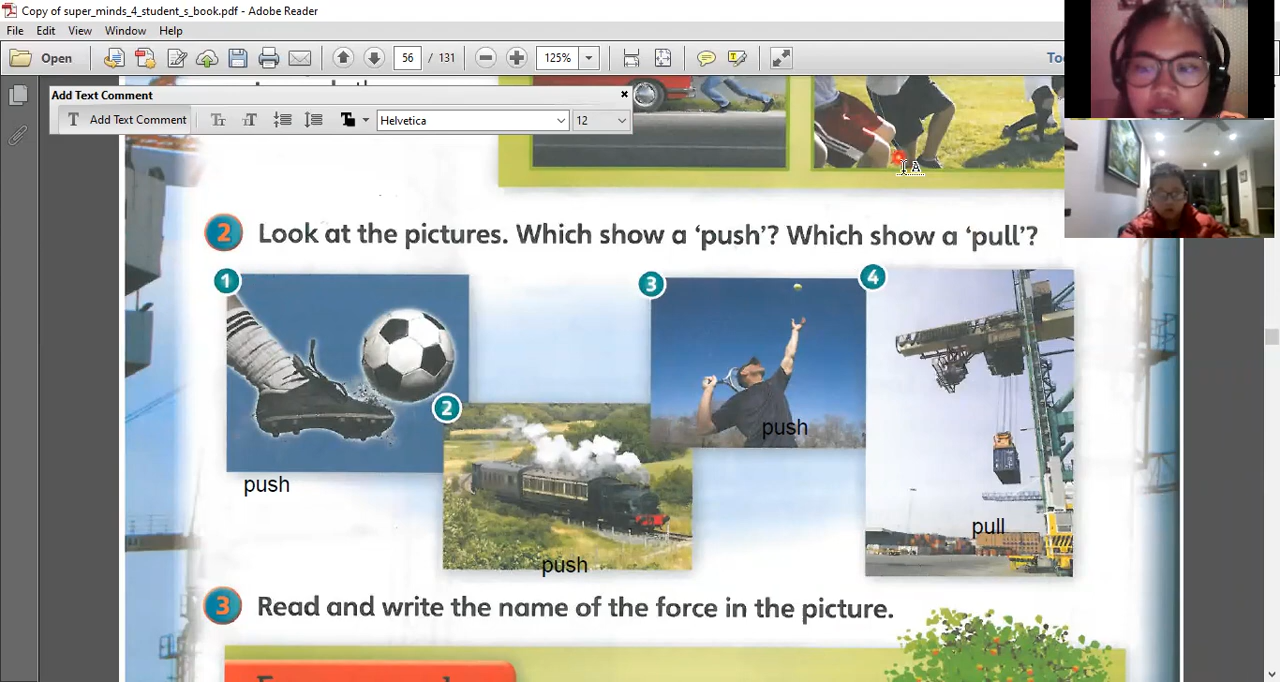 Copy of super_minds_4_student_s_book.pdf - Adobe Reader
File Edit View Window Help
Open 56 / 131 125%
Add Text Comment
T Add Text Comment Helvetica 12
2 Look at the pictures. Which show a ‘push’? Which show a ‘pull’?
1
3
4
2
push
push
push
pull
3 Read and write the name of the force in the picture.